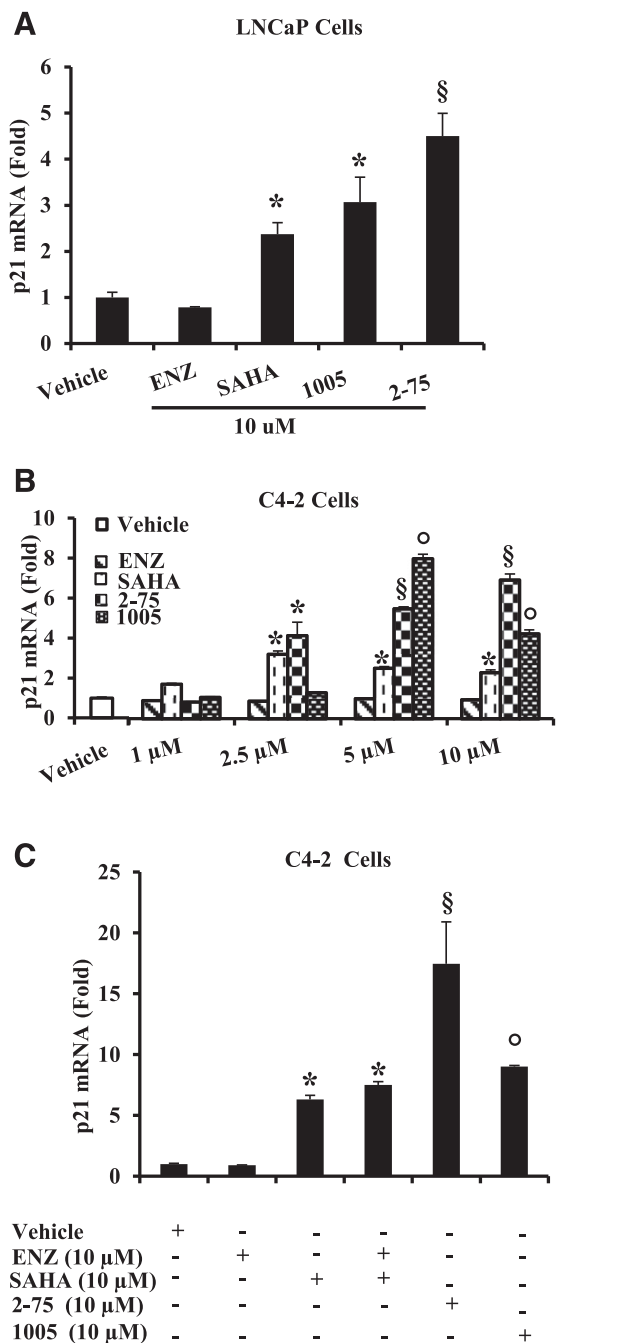 A
LNCaP Cells
p21 mRNA (Fold)
6
5
4
3
2
1
0
*
*
§
Vehicle
ENZ
SAHA
1005
2-75
10 uM
B
C4-2 Cells
p21 mRNA (Fold)
10
8
6
4
2
0
Vehicle
ENZ
SAHA
2-75
1005
* * * § ° * § °
Vehicle
1 µM
2.5 µM
5 µM
10 µM
C
C4-2 Cells
p21 mRNA (Fold)
25
20
15
10
5
0
* * § °
Vehicle + - - - - -
ENZ (10 µM) - + - + - -
SAHA (10 µM) - - + + - -
2-75 (10 µM) - - - - + -
1005 (10 µM) - - - - - +